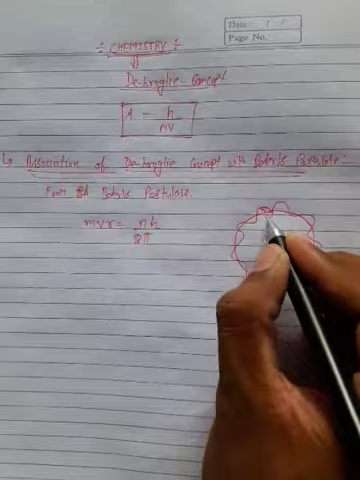 Date: / /
Page No.
÷ CHEMISTRY ÷
De-broglie-Concept
λ = h/mv
↳ Association of De-broglie Concept with Bohr's Postulate:-
From Bohr's Postulate.
mvr = nh/2π